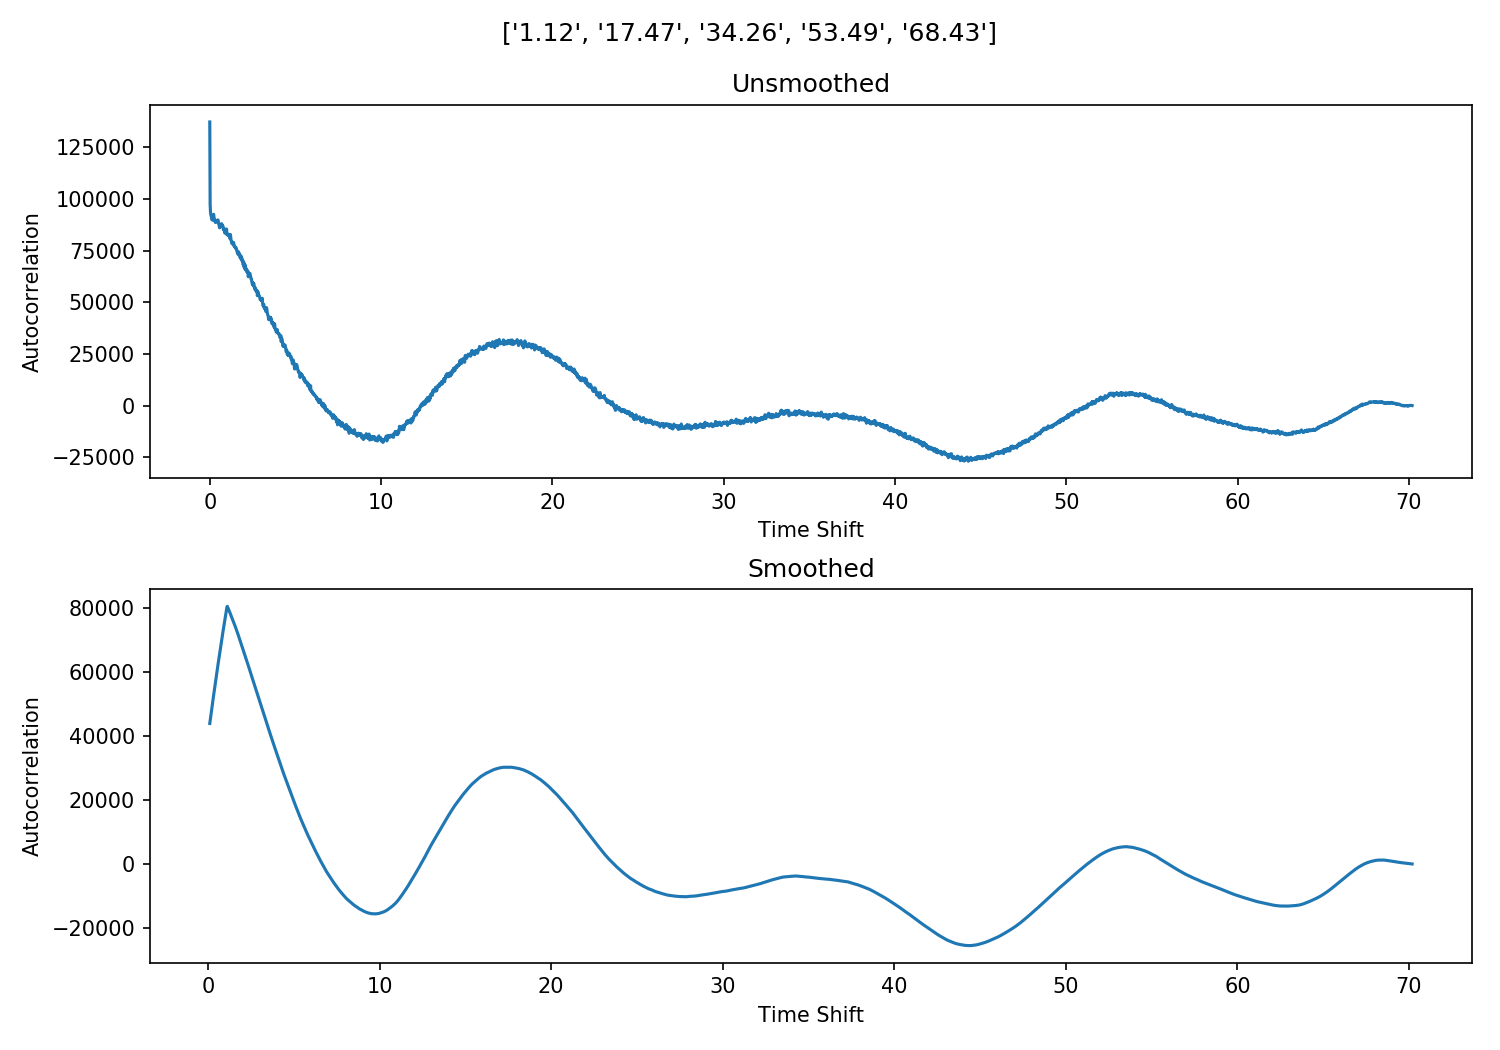 ['1.12', '17.47', '34.26', '53.49', '68.43']
Unsmoothed
125000
100000
75000
50000
25000
0
−25000
Autocorrelation
0 10 20 30 40 50 60 70
Time Shift
Smoothed
80000
60000
40000
20000
0
−20000
Autocorrelation
0 10 20 30 40 50 60 70
Time Shift